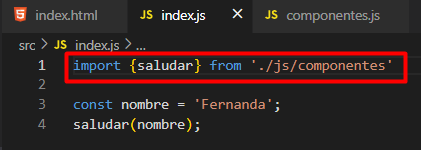 index.html JS index.js X JS componentes.js
src > JS index.js > ...
1 import {saludar} from './js/componentes'
2
3 const nombre = 'Fernanda';
4 saludar(nombre);